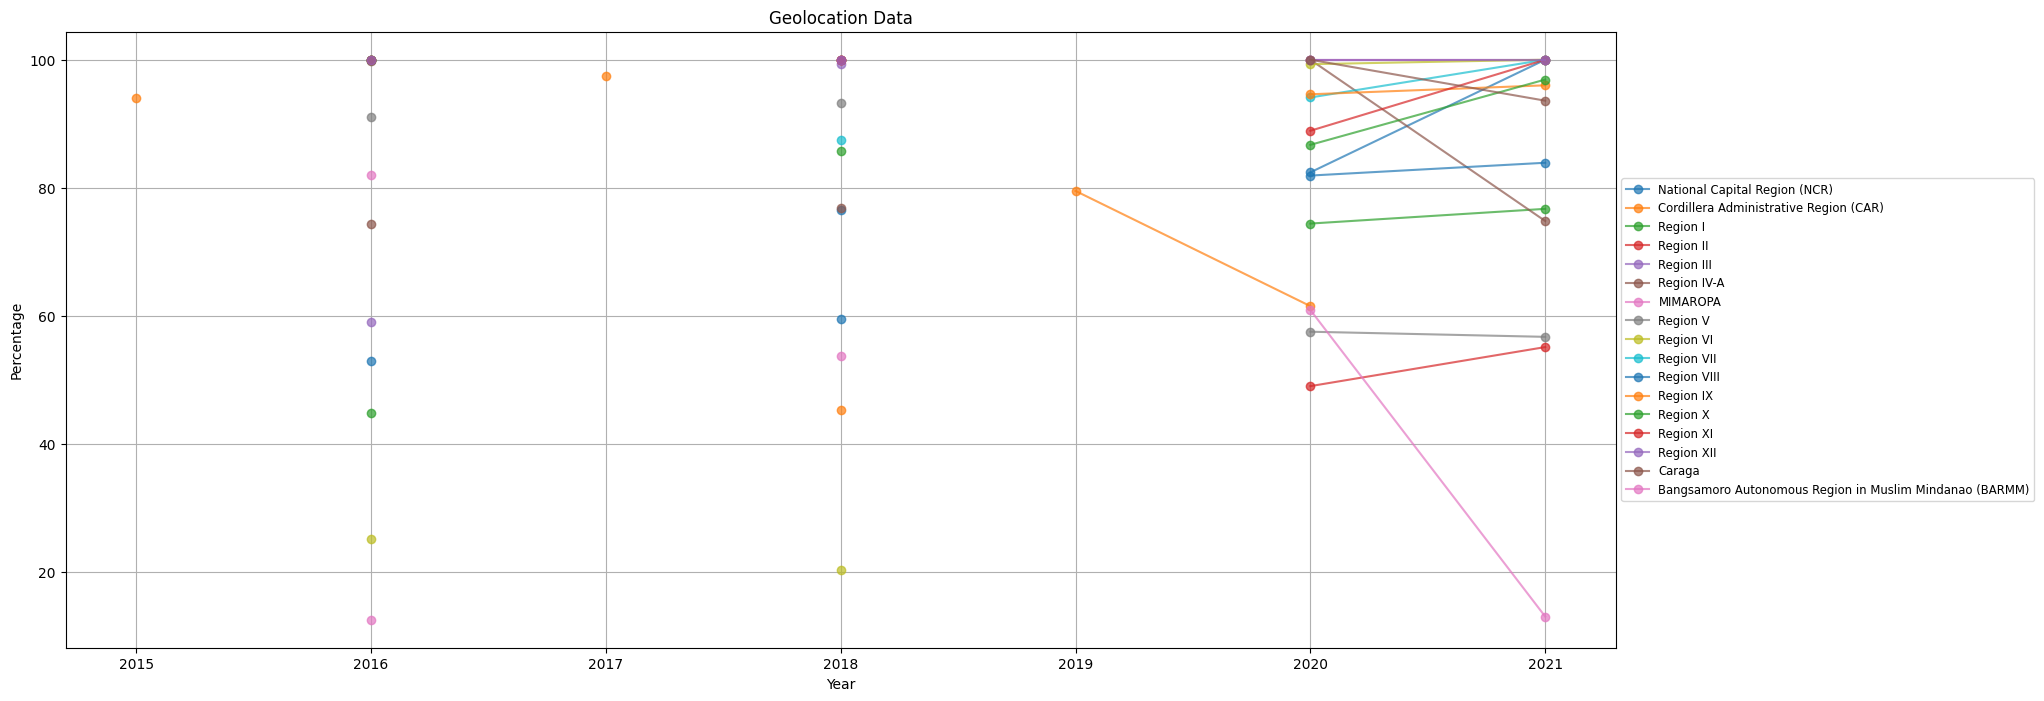 Geolocation Data
100
80
60
40
20
Percentage
2015 2016 2017 2018 2019 2020 2021
Year
National Capital Region (NCR)
Cordillera Administrative Region (CAR)
Region I
Region II
Region III
Region IV-A
MIMAROPA
Region V
Region VI
Region VII
Region VIII
Region IX
Region X
Region XI
Region XII
Caraga
Bangsamoro Autonomous Region in Muslim Mindanao (BARMM)